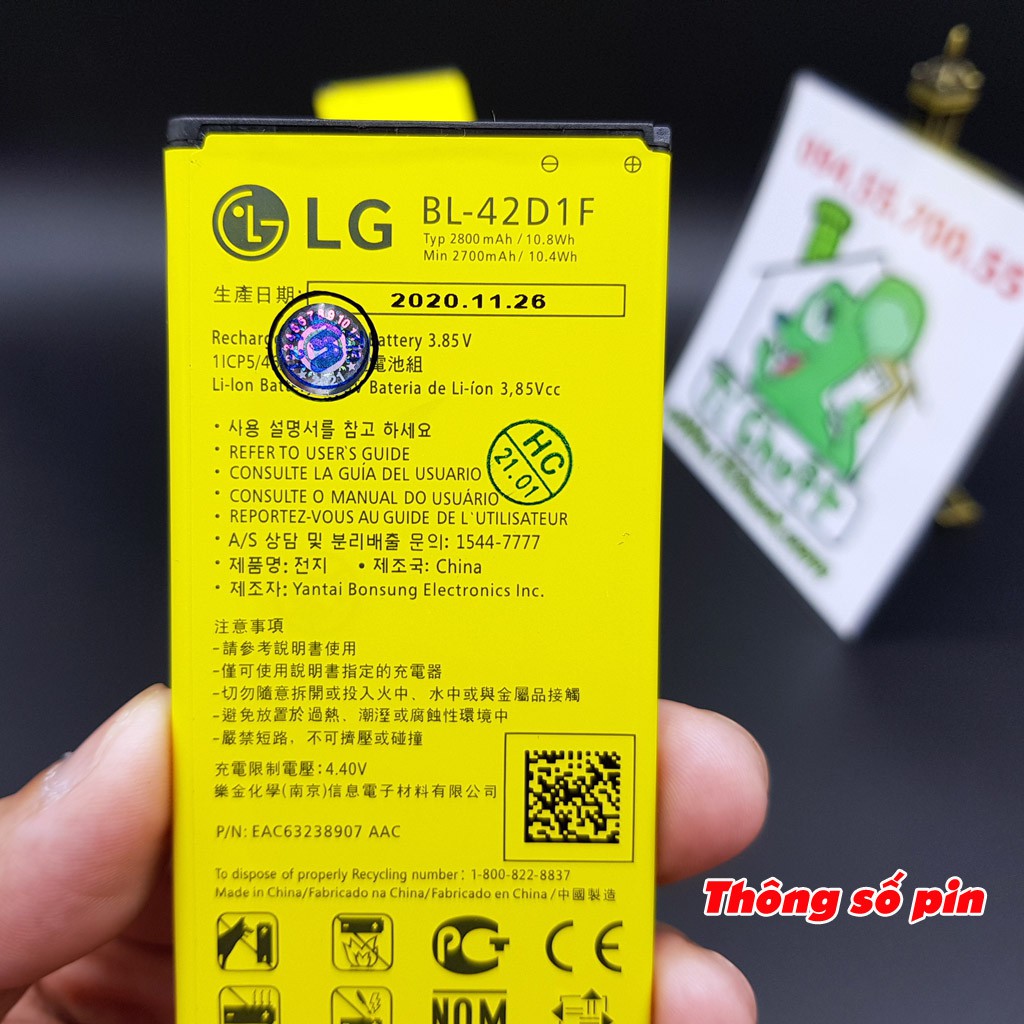 ⊖ ⊕
LG BL-42D1F
Typ 2800mAh / 10.8Wh
Min 2700mAh / 10.4Wh
生產日期: 2020.11.26
Battery 3.85V
1ICP5/ 電池組
Li-Ion Bateria de Li-íon 3,85Vcc
HC
21.01
• 사용 설명서를 참고 하세요
• REFER TO USER`S GUIDE
• CONSULTE LA GUÍA DEL USUARIO
• CONSULTE O MANUAL DO USUÁRIO
• REPORTEZ-VOUS AU GUIDE DE L`UTILISATEUR
• A/S 상담 및 분리배출 문의: 1544-7777
• 제품명: 전지 • 제조국: China
• 제조자: Yantai Bonsung Electronics Inc.
注意事項
-請參考說明書使用
-僅可使用說明書指定的充電器
-切勿隨意拆開或投入火中、水中或與金屬品接觸
-避免放置於過熱、潮溼或腐蝕性環境中
-嚴禁短路，不可擠壓或碰撞
充電限制電壓:4.40V
樂金化學(南京)信息電子材料有限公司
P/N: EAC63238907 AAC
To dispose of properly Recycling number : 1-800-822-8837
Made in China/Fabricado na China/Fabricado en China /中國製造
CE
NOM
094.55.700.55
Thông số pin